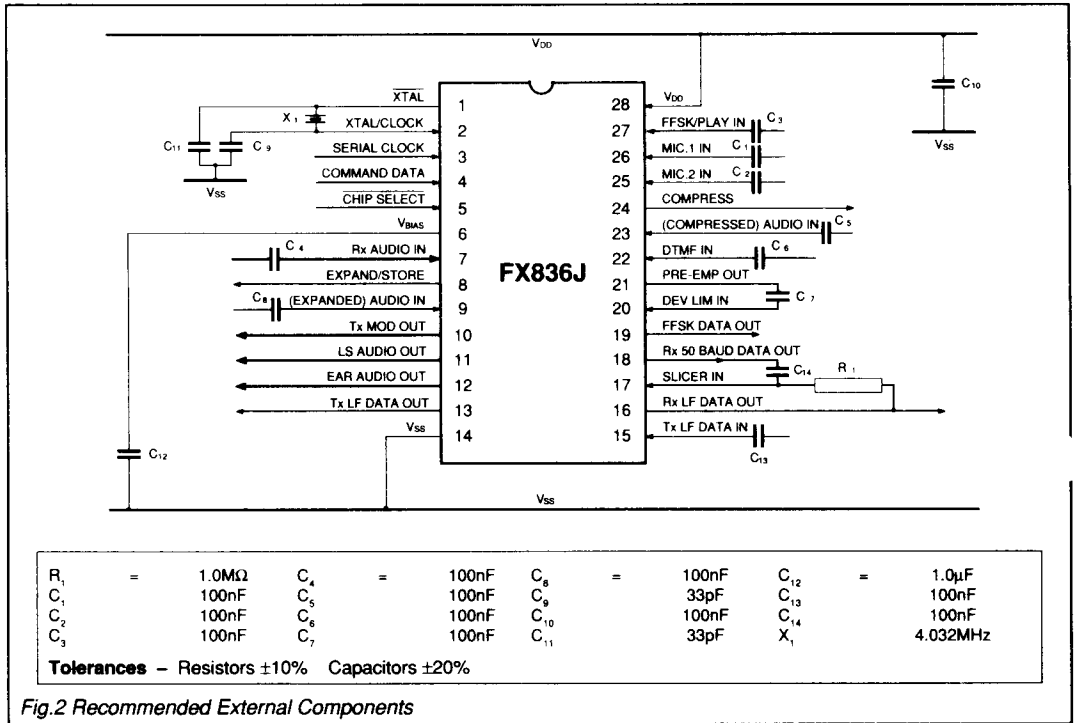 VDD
XTAL 1 28 VDD
X1 XTAL/CLOCK 2 27 FFSK/PLAY IN C3
C11 C9 SERIAL CLOCK 3 26 MIC.1 IN C1
VSS COMMAND DATA 4 25 MIC.2 IN C2
CHIP SELECT 5 24 COMPRESS
VBIAS 6 23 (COMPRESSED) AUDIO IN C5
C4 Rx AUDIO IN 7 22 DTMF IN C6
EXPAND/STORE 8 21 PRE-EMP OUT
FX836J
C8 (EXPANDED) AUDIO IN 9 20 DEV LIM IN C7
Tx MOD OUT 10 19 FFSK DATA OUT
LS AUDIO OUT 11 18 Rx 50 BAUD DATA OUT
EAR AUDIO OUT 12 17 SLICER IN C14 R1
Tx LF DATA OUT 13 16 Rx LF DATA OUT
VSS 14 15 Tx LF DATA IN
C13
C10
VSS
C12
VSS
R1 = 1.0MΩ C4 = 100nF C8 = 100nF C12 = 1.0µF
C1 100nF C5 100nF C9 33pF C13 100nF
C2 100nF C6 100nF C10 100nF C14 100nF
C3 100nF C7 100nF C11 33pF X1 4.032MHz
Tolerances – Resistors ±10% Capacitors ±20%
Fig.2 Recommended External Components